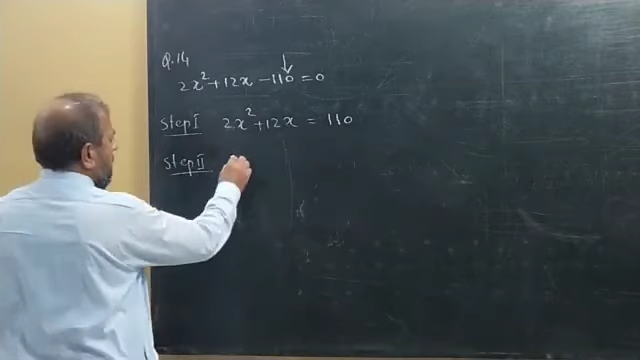 Q.14
2x²+12x-110=0
Step I 2x²+12x = 110
Step II